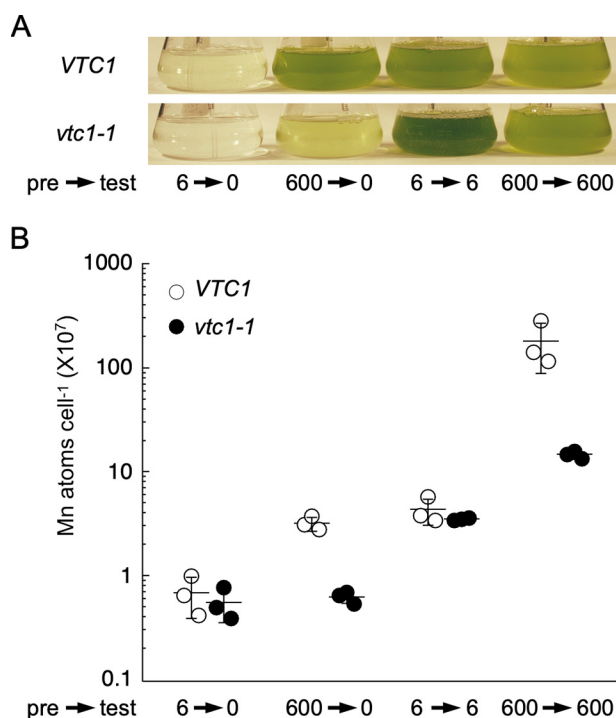 A
VTC1
vtc1-1
pre → test 6 → 0 600 → 0 6 → 6 600 → 600
B
1000
100
10
1
0.1
Mn atoms cell⁻¹ (X10⁷)
VTC1
vtc1-1
pre → test 6 → 0 600 → 0 6 → 6 600 → 600